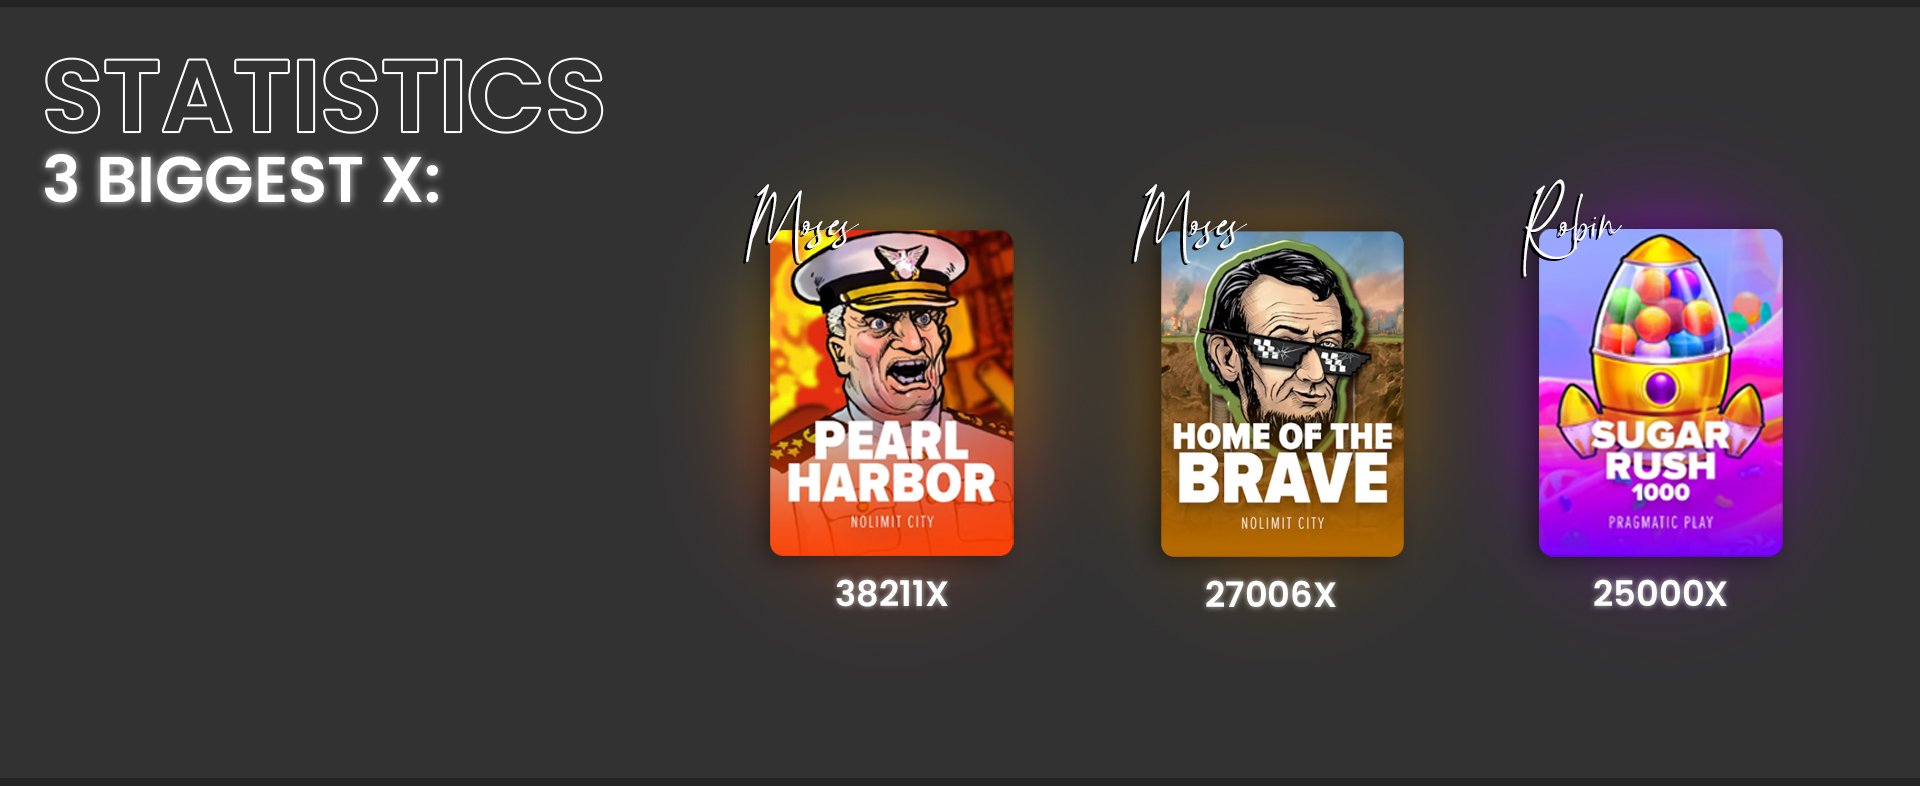 STATISTICS
3 BIGGEST X:
Moses
PEARL
HARBOR
NOLIMIT CITY
38211X
Moses
HOME OF THE
BRAVE
NOLIMIT CITY
27006X
Robin
SUGAR
RUSH
1000
PRAGMATIC PLAY
25000X